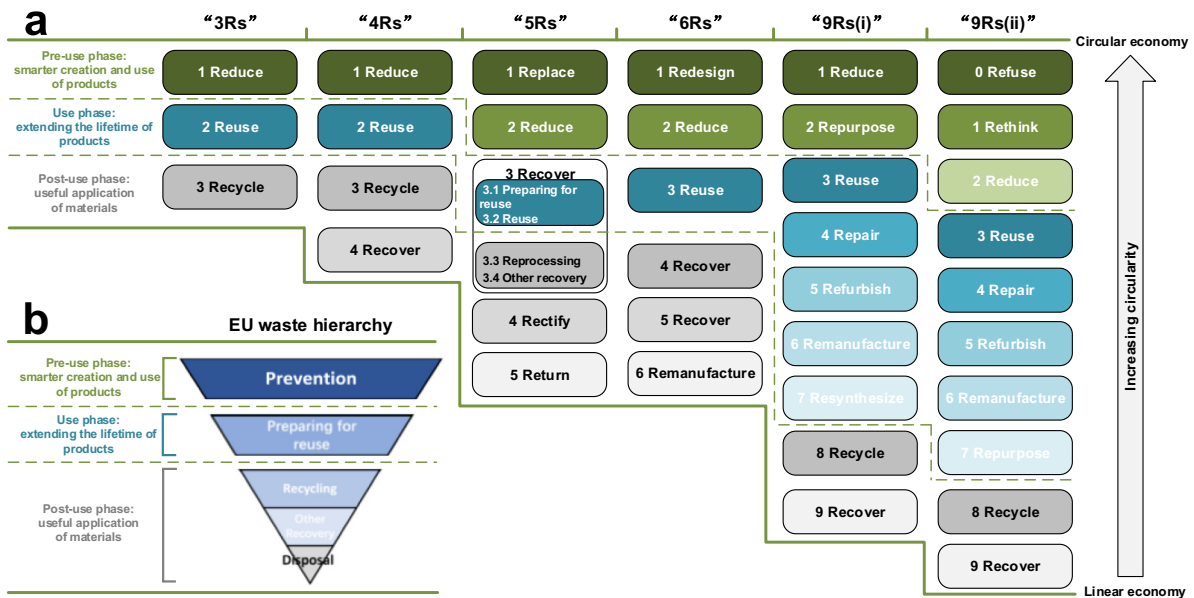 a
“3Rs”
“4Rs”
“5Rs”
“6Rs”
“9Rs(i)”
“9Rs(ii)”
Circular economy
Pre-use phase:
smarter creation and use
of products
Use phase:
extending the lifetime of
products
Post-use phase:
useful application
of materials
1 Reduce
2 Reuse
3 Recycle
1 Reduce
2 Reuse
3 Recycle
4 Recover
1 Replace
2 Reduce
3 Recover
3.1 Preparing for
reuse
3.2 Reuse
3.3 Reprocessing
3.4 Other recovery
4 Rectify
5 Return
1 Redesign
2 Reduce
3 Reuse
4 Recover
5 Recover
6 Remanufacture
1 Reduce
2 Repurpose
3 Reuse
4 Repair
5 Refurbish
6 Remanufacture
7 Resynthesize
8 Recycle
9 Recover
0 Refuse
1 Rethink
2 Reduce
3 Reuse
4 Repair
5 Refurbish
6 Remanufacture
7 Repurpose
8 Recycle
9 Recover
Increasing circularity
Linear economy
b
EU waste hierarchy
Pre-use phase:
smarter creation and use
of products
Prevention
Use phase:
extending the lifetime of
products
Preparing for
reuse
Post-use phase:
useful application
of materials
Recycling
Other
Recovery
Disposal